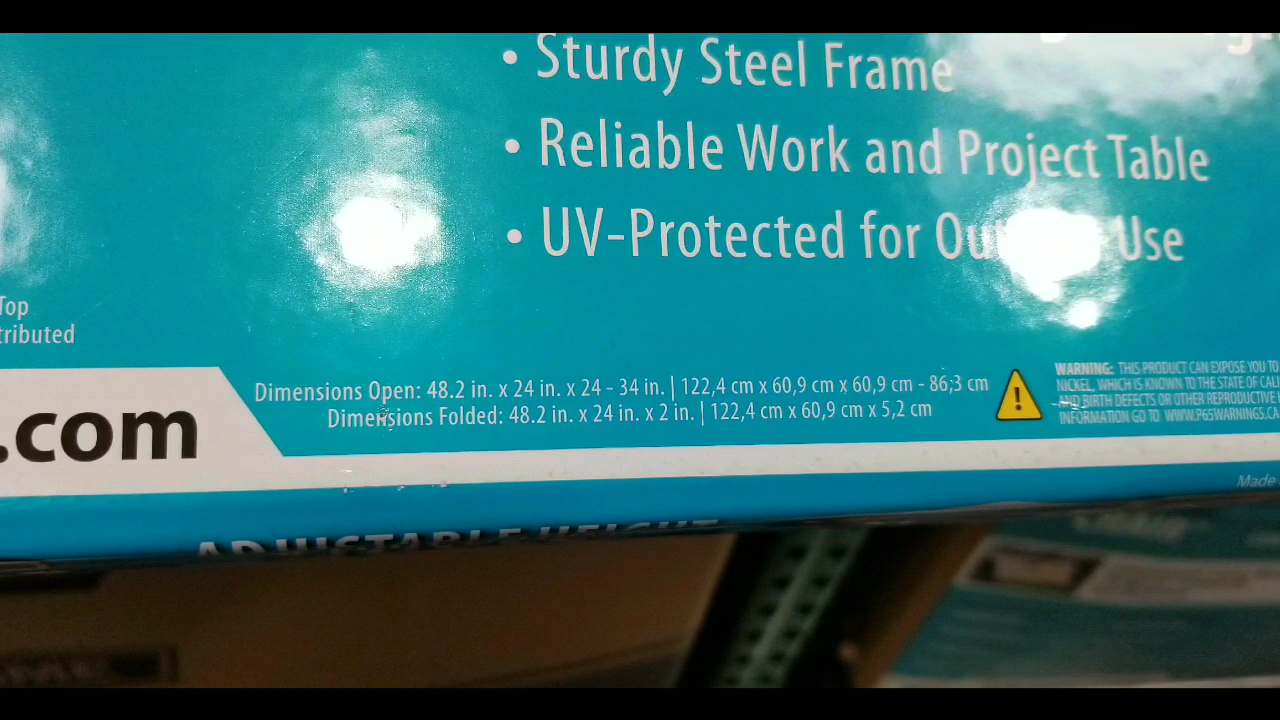 • Sturdy Steel Frame
• Reliable Work and Project Table
• UV-Protected for Use
Top
tributed
Dimensions Open: 48.2 in. x 24 in. x 24 - 34 in. | 122,4 cm x 60,9 cm x 60,9 cm - 86,3 cm
Dimensions Folded: 48.2 in. x 24 in. x 2 in. | 122,4 cm x 60,9 cm x 5,2 cm
WARNING: THIS PRODUCT CAN EXPOSE YOU TO
NICKEL, WHICH IS KNOWN TO THE STATE OF CAL
AND BIRTH DEFECTS OR OTHER REPRODUCTIVE
INFORMATION GO TO WWW.P65WARNINGS.CA
.com
Made
ADJUSTABLE HEIGHT